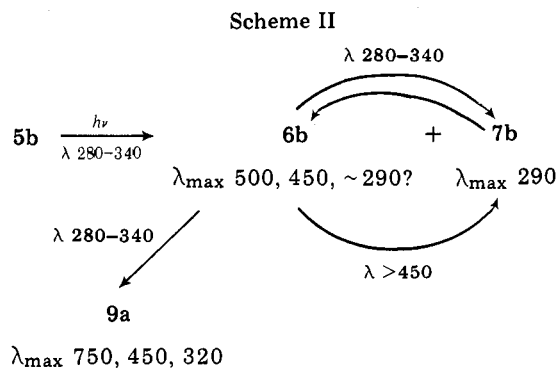 Scheme II
λ 280–340
5b hν 6b + 7b
λ 280–340
λmax 500, 450, ~290? λmax 290
λ 280–340
λ >450
9a
λmax 750, 450, 320